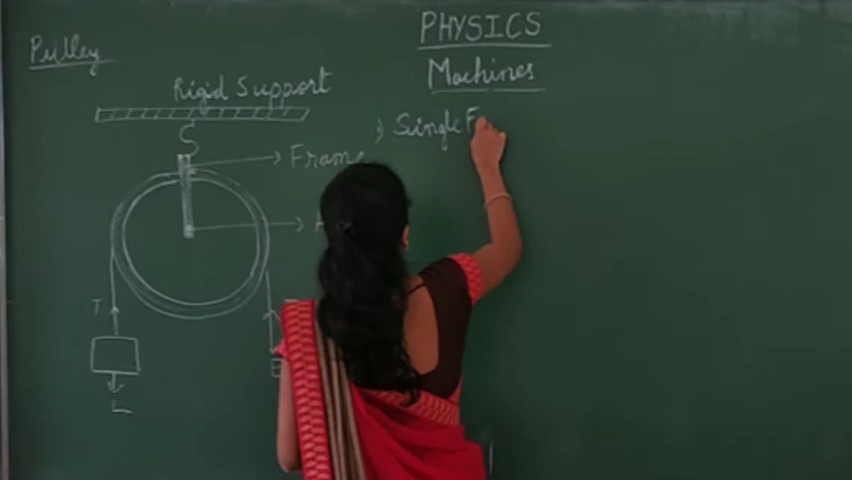 PHYSICS
Machines
Pulley
Rigid Support
Frame
i) Single F
T
L
E